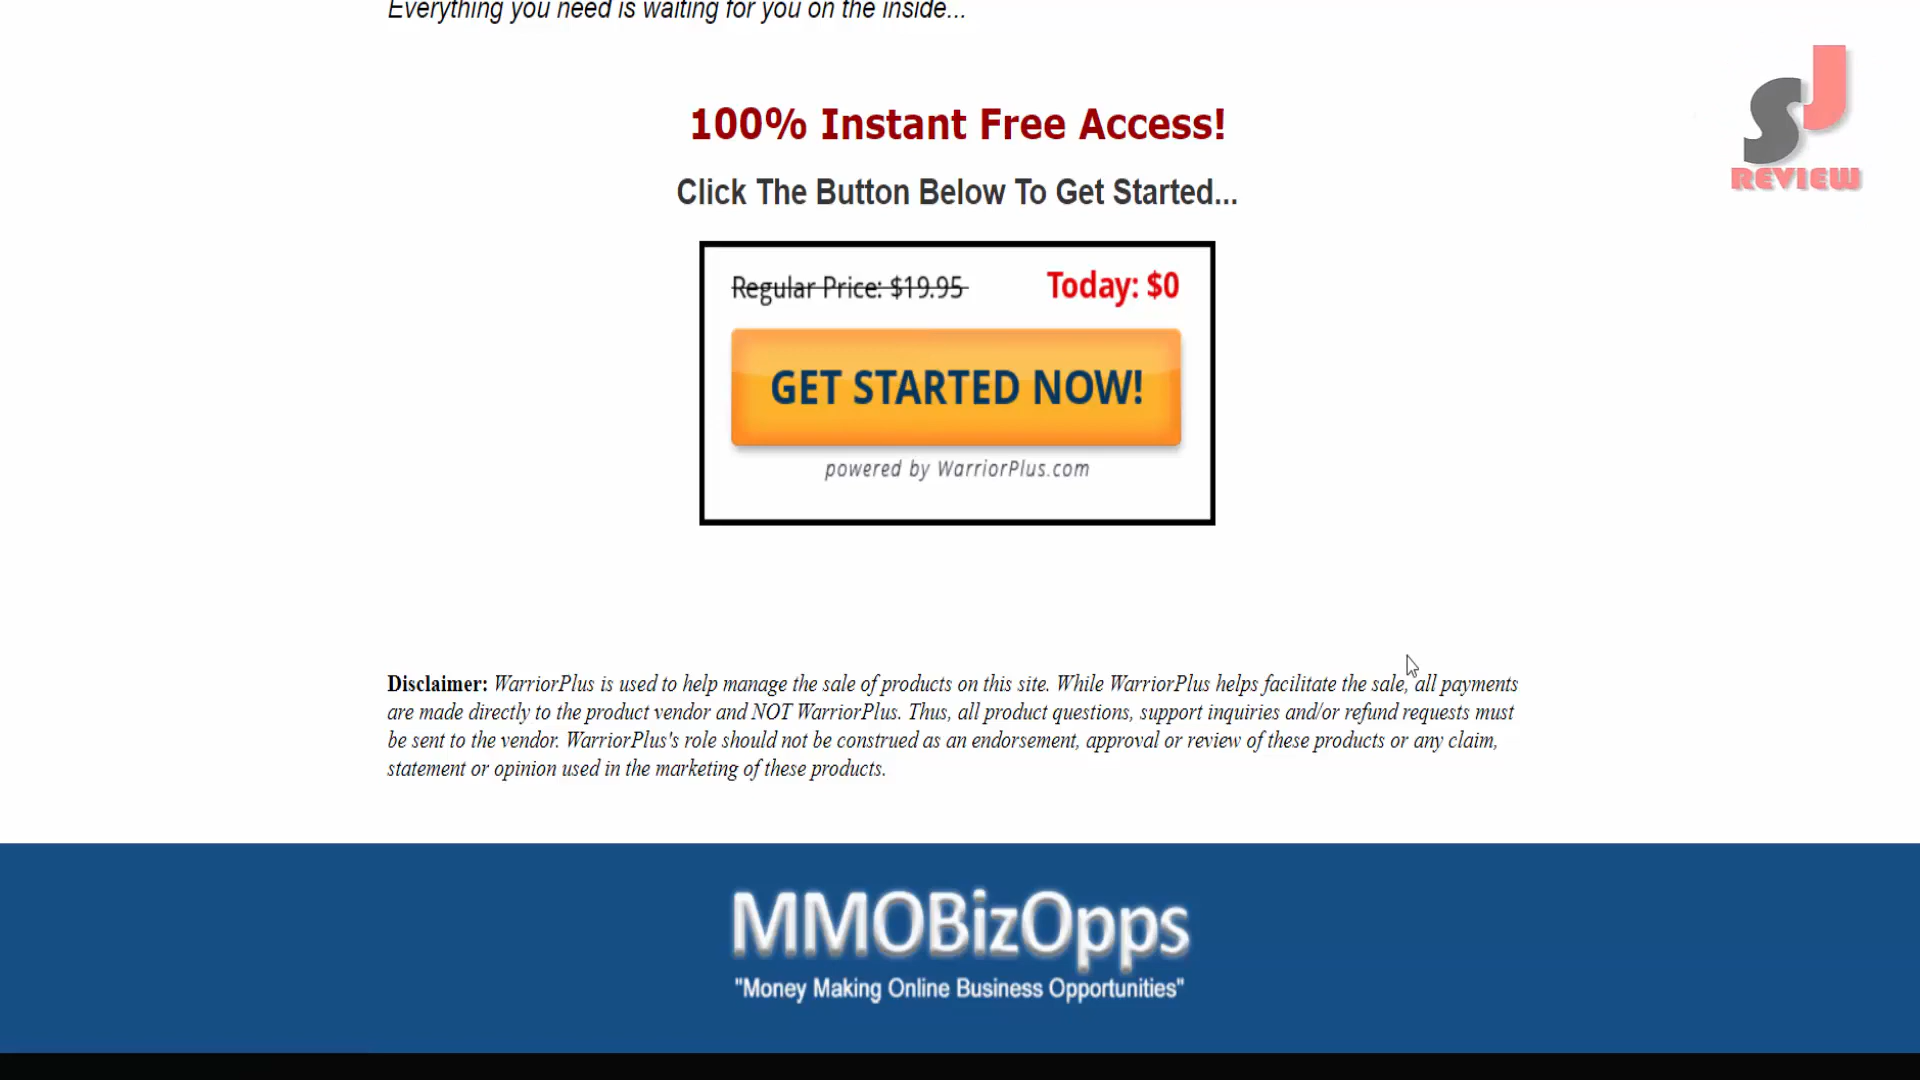 Everything you need is waiting for you on the inside...
SJ
REVIEW
100% Instant Free Access!
Click The Button Below To Get Started...
Regular Price: $19.95 Today: $0
GET STARTED NOW!
powered by WarriorPlus.com
Disclaimer: WarriorPlus is used to help manage the sale of products on this site. While WarriorPlus helps facilitate the sale, all payments
are made directly to the product vendor and NOT WarriorPlus. Thus, all product questions, support inquiries and/or refund requests must
be sent to the vendor. WarriorPlus's role should not be construed as an endorsement, approval or review of these products or any claim,
statement or opinion used in the marketing of these products.
MMOBizOpps
"Money Making Online Business Opportunities"